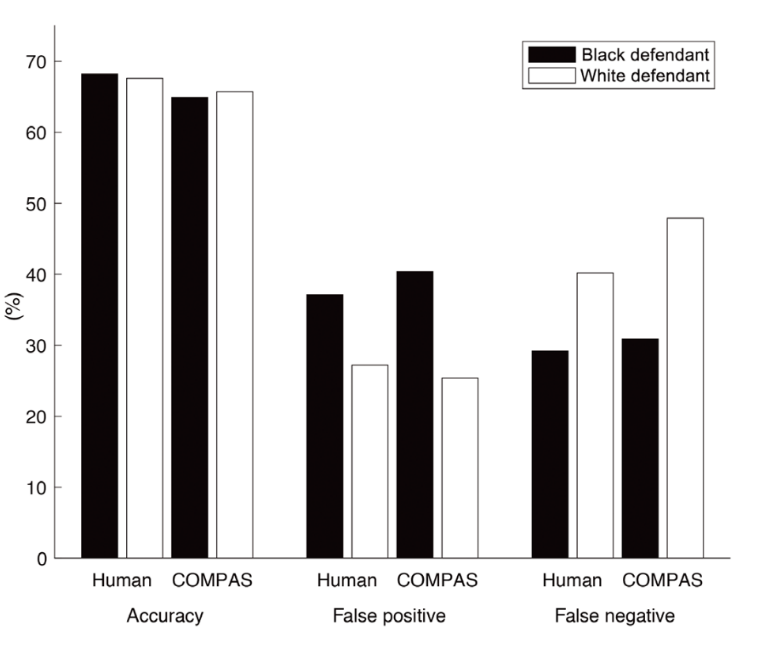 Black defendant
White defendant
70
60
50
40
30
20
10
0
(%)
Human COMPAS Human COMPAS Human COMPAS
Accuracy False positive False negative